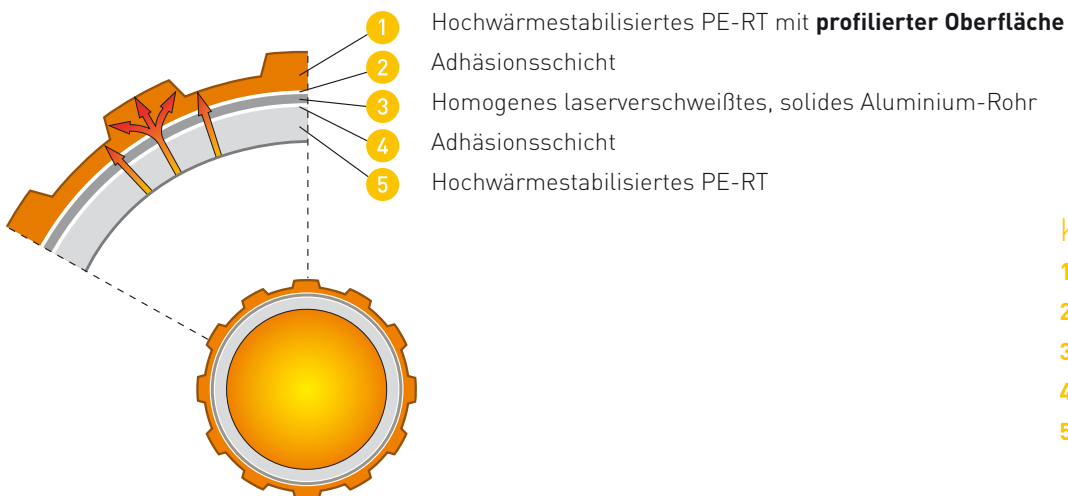 1 Hochwärmestabilisiertes PE-RT mit profilierter Oberfläche
2 Adhäsionsschicht
3 Homogenes laserverschweißtes, solides Aluminium-Rohr
4 Adhäsionsschicht
5 Hochwärmestabilisiertes PE-RT
1
2
3
4
5